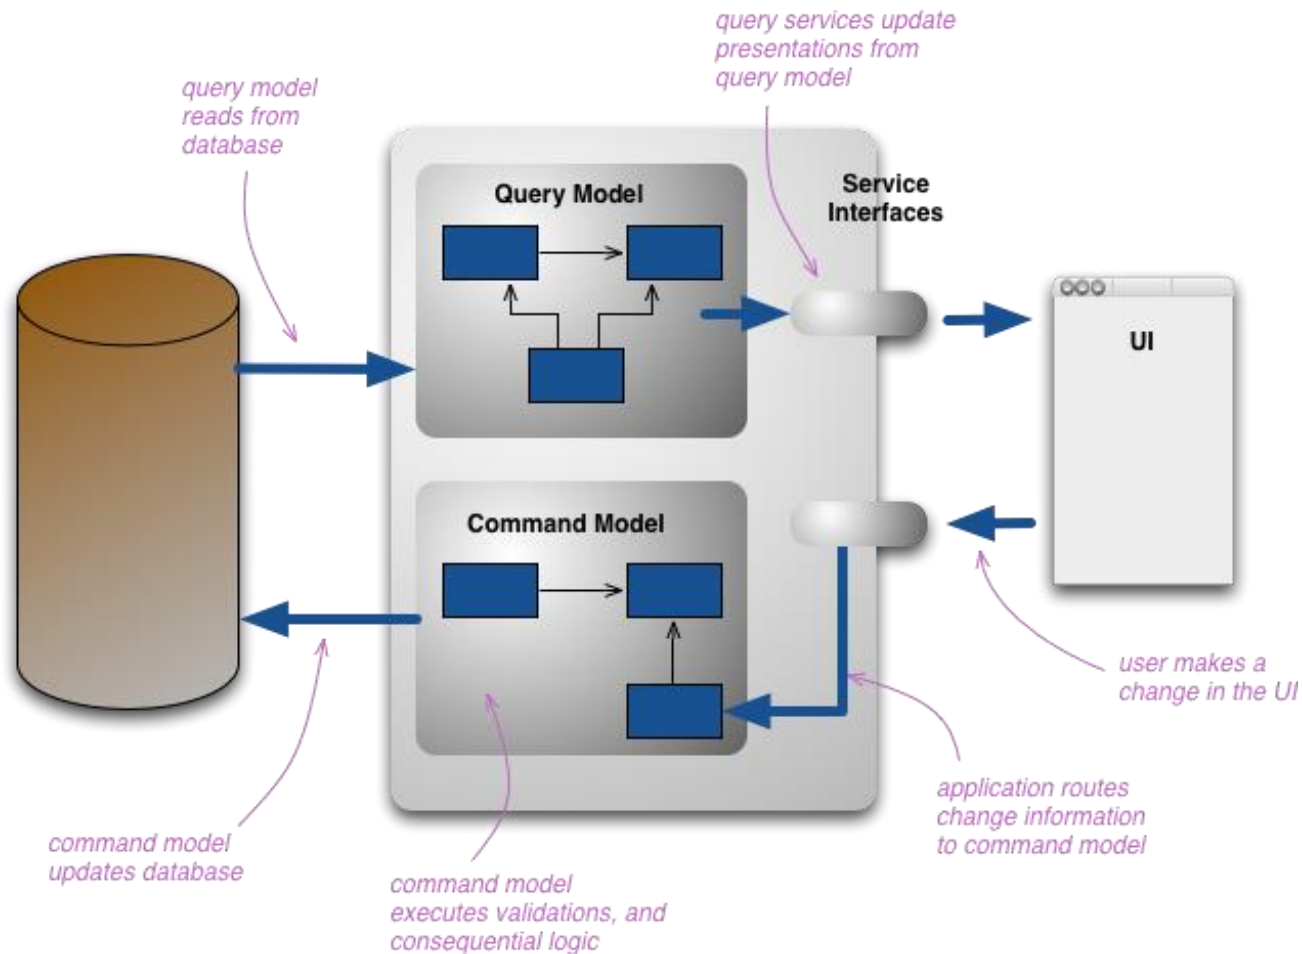 query services update
presentations from
query model
query model
reads from
database
Query Model
Service
Interfaces
UI
Command Model
user makes a
change in the UI
application routes
change information
to command model
command model
updates database
command model
executes validations, and
consequential logic